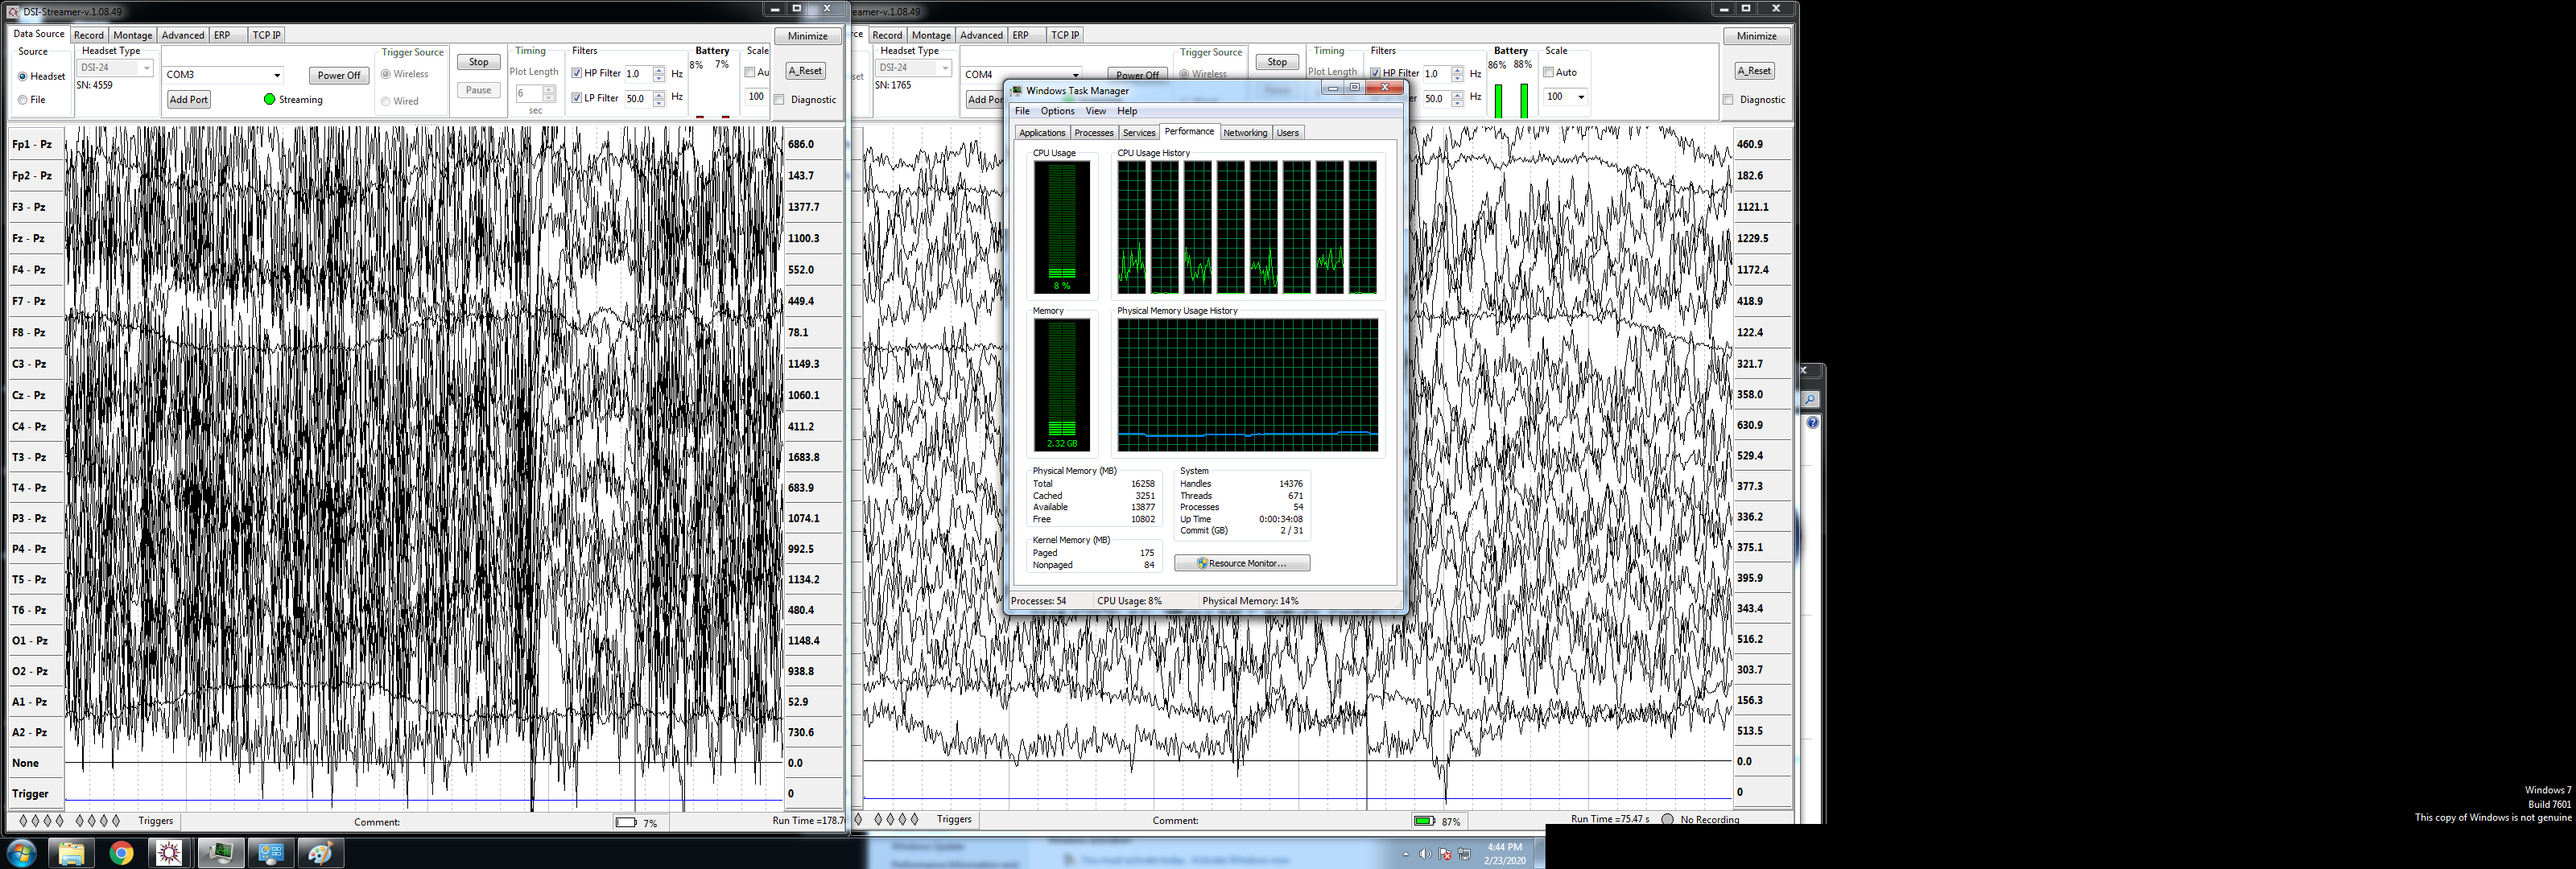 DSI-Streamer-v.1.08.49
Data Source Record Montage Advanced ERP TCP IP
Minimize
Source
Headset
File
Headset Type
DSI-24
SN: 4559
COM3
Power Off
Add Port
Streaming
Trigger Source
Wireless
Wired
Stop
Pause
Timing
Plot Length
6
sec
Filters
HP Filter 1.0 Hz
LP Filter 50.0 Hz
Battery
8% 7%
Scale
Au
100
A_Reset
Diagnostic
Fp1 - Pz 686.0
Fp2 - Pz 143.7
F3 - Pz 1377.7
Fz - Pz 1100.3
F4 - Pz 552.0
F7 - Pz 449.4
F8 - Pz 78.1
C3 - Pz 1149.3
Cz - Pz 1060.1
C4 - Pz 411.2
T3 - Pz 1683.8
T4 - Pz 683.9
P3 - Pz 1074.1
P4 - Pz 992.5
T5 - Pz 1134.2
T6 - Pz 480.4
O1 - Pz 1148.4
O2 - Pz 938.8
A1 - Pz 52.9
A2 - Pz 730.6
None 0.0
Trigger 0
Triggers Comment: 7% Run Time =178.7
eamer-v.1.08.49
rce Record Montage Advanced ERP TCP IP
Minimize
set
Headset Type
DSI-24
SN: 1765
COM4
Power Off
Add Por
Trigger Source
Wireless
Stop
Timing
Plot Length
Filters
HP Filter 1.0 Hz
ter 50.0 Hz
Battery
86% 88%
Scale
Auto
100
A_Reset
Diagnostic
460.9
182.6
1121.1
1229.5
1172.4
418.9
122.4
321.7
358.0
630.9
529.4
377.3
336.2
375.1
395.9
343.4
516.2
303.7
156.3
513.5
0.0
0
Triggers Comment: 87% Run Time =75.47 s No Recording
Windows Task Manager
File Options View Help
Applications Processes Services Performance Networking Users
CPU Usage
8 %
CPU Usage History
Memory
2.32 GB
Physical Memory Usage History
Physical Memory (MB)
Total 16258
Cached 3251
Available 13877
Free 10802
System
Handles 14376
Threads 671
Processes 54
Up Time 0:00:34:08
Commit (GB) 2 / 31
Kernel Memory (MB)
Paged 175
Nonpaged 84
Resource Monitor...
Processes: 54 CPU Usage: 8% Physical Memory: 14%
Windows Update
You must activate today. Activate Windows now
4:44 PM
2/23/2020
Windows 7
Build 7601
This copy of Windows is not genuine